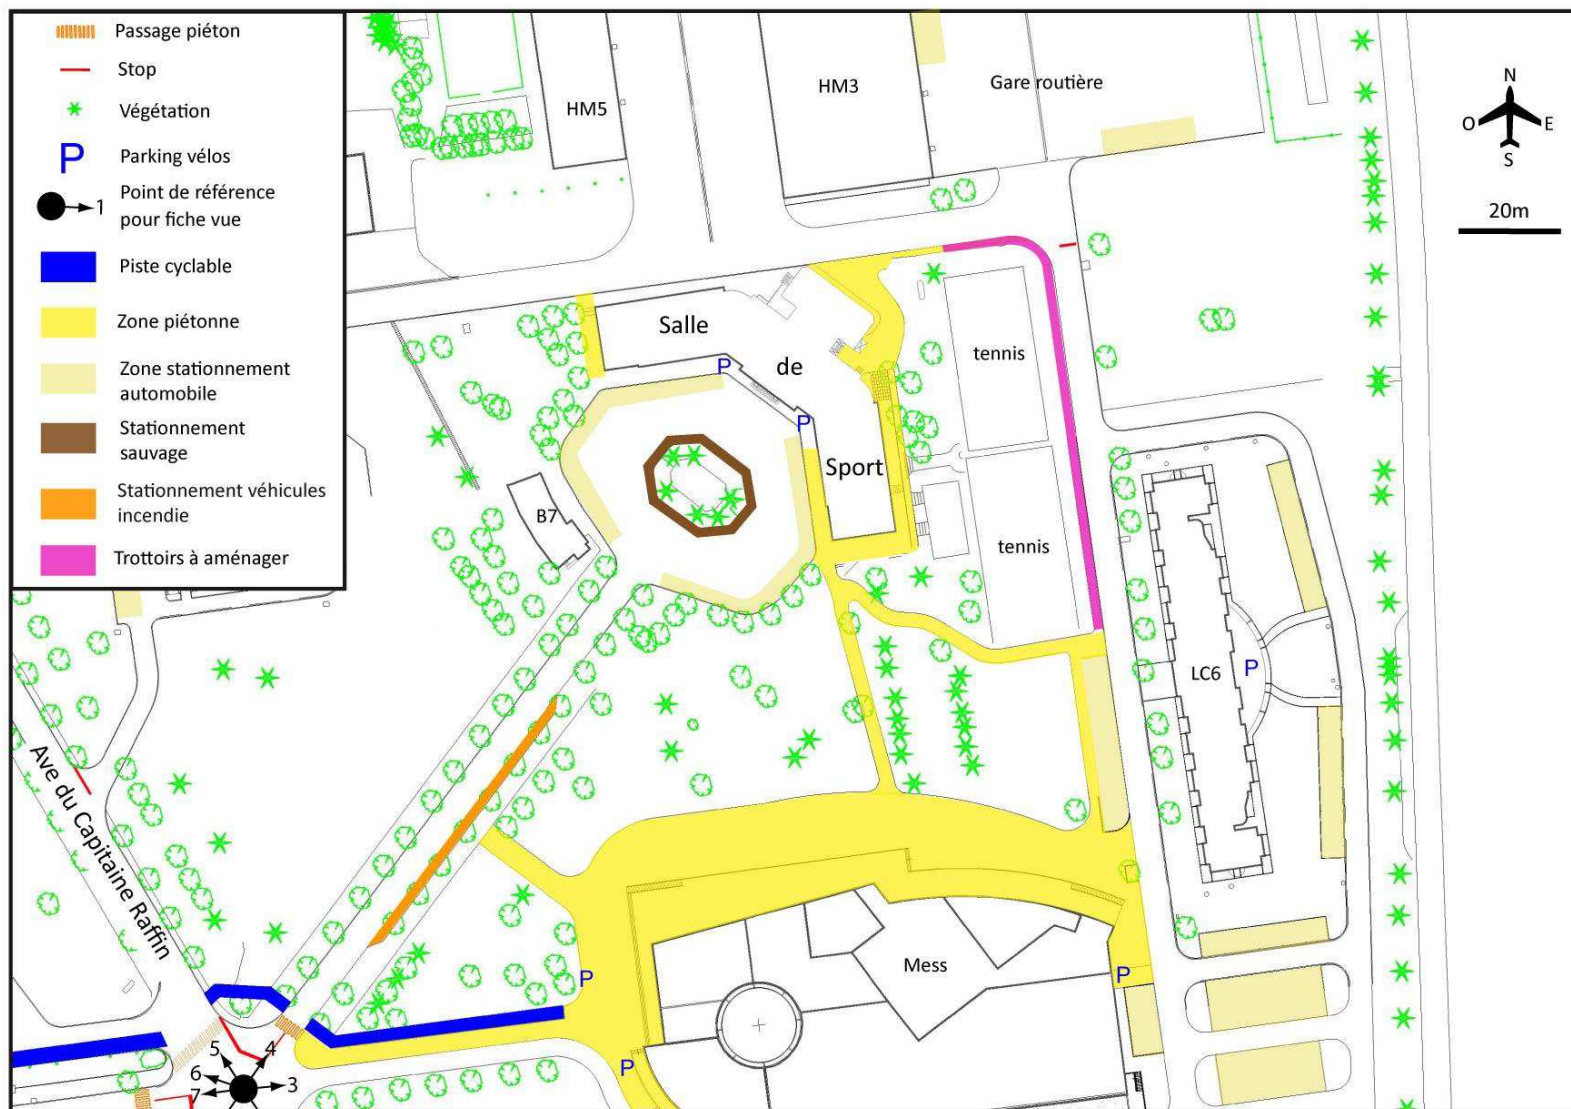 Passage piéton
Stop
Végétation
P
Parking vélos
1
Point de référence
pour fiche vue
Piste cyclable
Zone piétonne
Zone stationnement
automobile
Stationnement
sauvage
Stationnement véhicules
incendie
Trottoirs à aménager
HM5
HM3
Gare routière
N
O
E
S
20m
Salle
de
Sport
P
P
tennis
tennis
B7
LC6
P
Ave du Capitaine Raffin
Mess
P
P
P
5
4
6
3
7